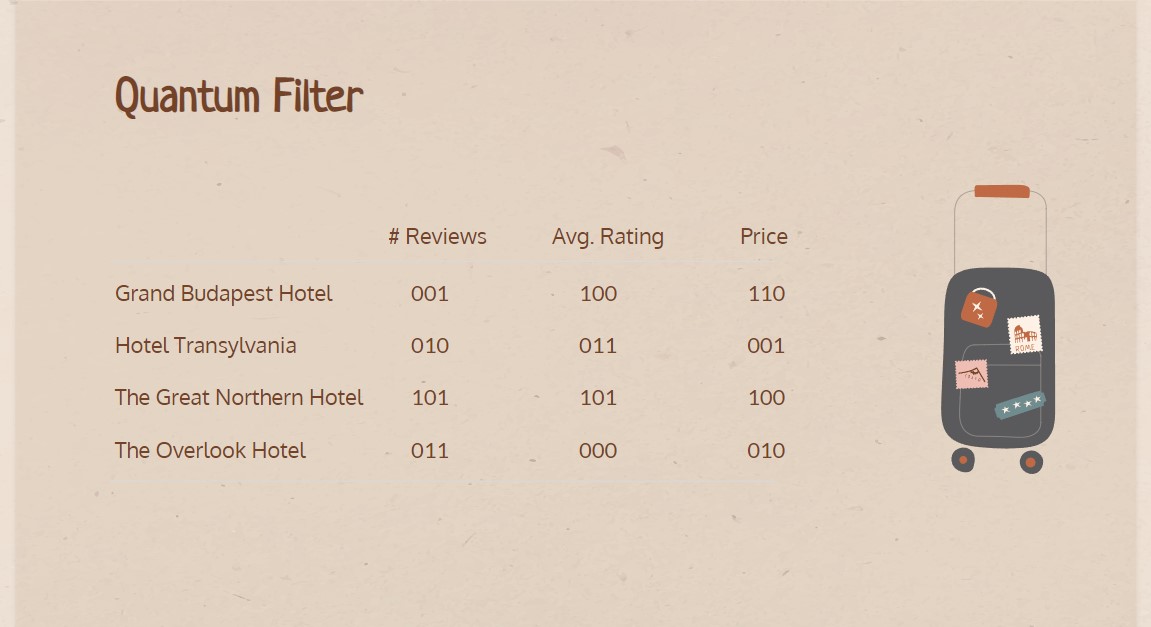 Quantum Filter
# Reviews Avg. Rating Price
Grand Budapest Hotel 001 100 110
Hotel Transylvania 010 011 001
The Great Northern Hotel 101 101 100
The Overlook Hotel 011 000 010
ROME